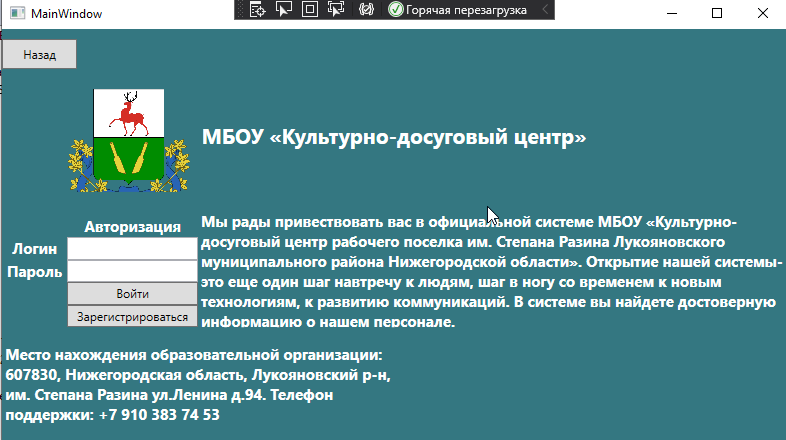 MainWindow
Горячая перезагрузка
Назад
МБОУ «Культурно-досуговый центр»
Авторизация
Логин
Пароль
Войти
Зарегистрироваться
Мы рады привествовать вас в официальной системе МБОУ «Культурно-
досуговый центр рабочего поселка им. Степана Разина Лукояновского
муниципального района Нижегородской области». Открытие нашей системы-
это еще один шаг навтречу к людям, шаг в ногу со временем к новым
технологиям, к развитию коммуникаций. В системе вы найдете достоверную
информацию о нашем персонале.
Место нахождения образовательной организации:
607830, Нижегородская область, Лукояновский р-н,
им. Степана Разина ул.Ленина д.94. Телефон
поддержки: +7 910 383 74 53